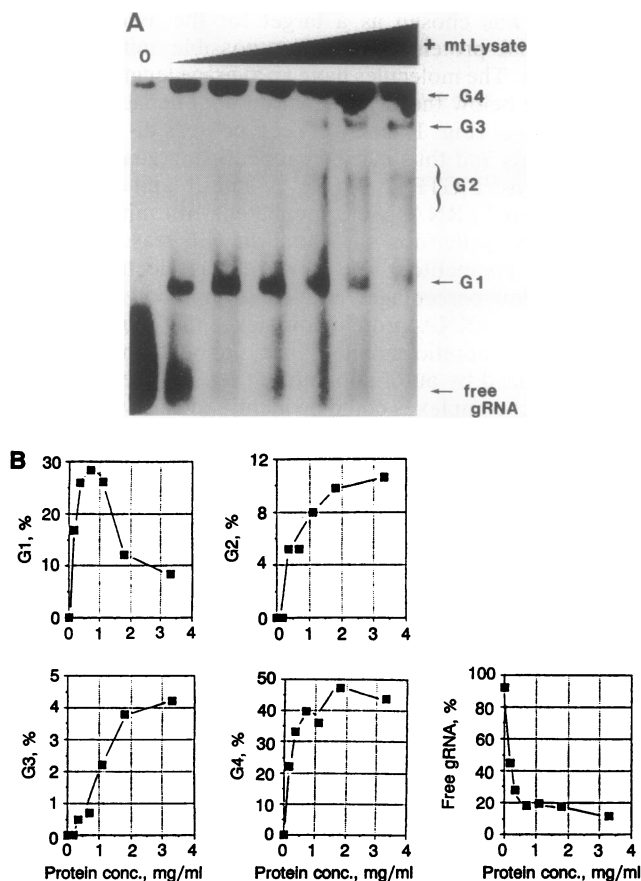 A
0
+ mt Lysate
G4
G3
G2
G1
free
gRNA
B
30
20
10
0
G1, %
0 1 2 3 4
12
8
4
0
G2, %
0 1 2 3 4
5
4
3
2
1
0
G3, %
0 1 2 3 4
Protein conc., mg/ml
50
40
30
20
10
0
G4, %
0 1 2 3 4
Protein conc., mg/ml
100
80
60
40
20
0
Free gRNA, %
0 1 2 3 4
Protein conc., mg/ml